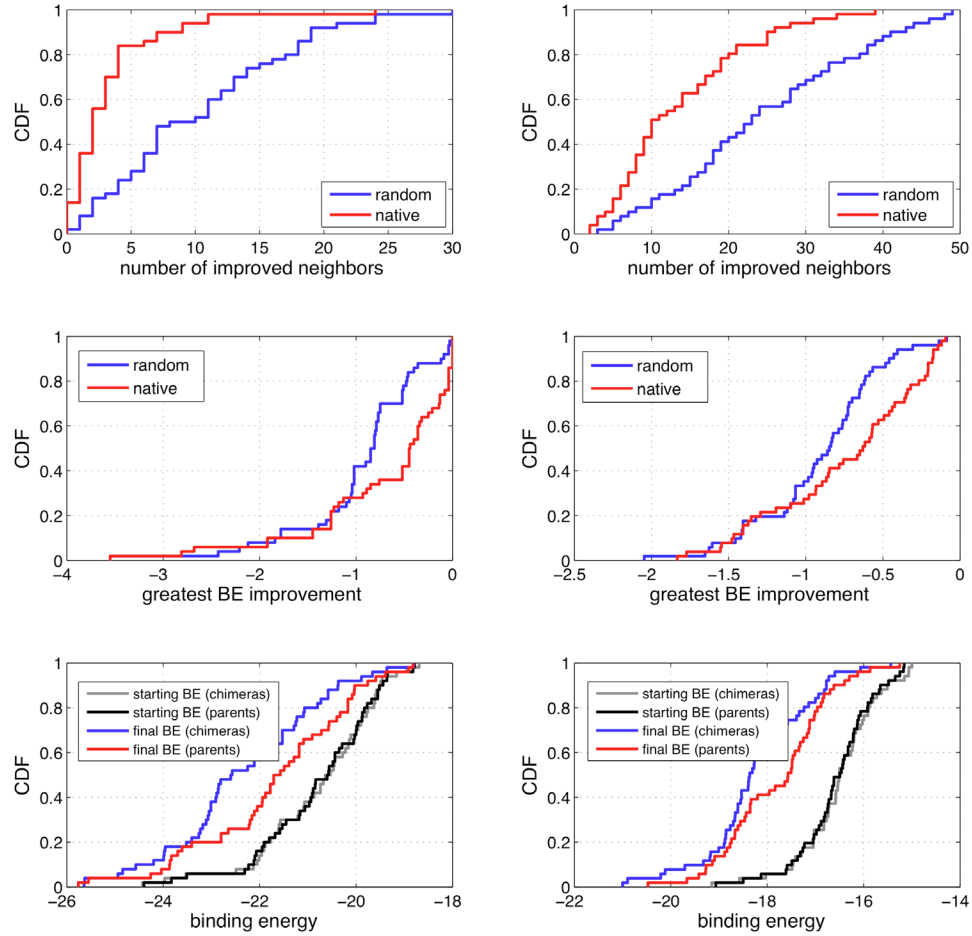 1
0.8
0.6
0.4
0.2
0
CDF
random
native
0 5 10 15 20 25 30
number of improved neighbors
1
0.8
0.6
0.4
0.2
0
CDF
random
native
0 10 20 30 40 50
number of improved neighbors
1
0.8
0.6
0.4
0.2
0
CDF
random
native
−4 −3 −2 −1 0
greatest BE improvement
1
0.8
0.6
0.4
0.2
0
CDF
random
native
−2.5 −2 −1.5 −1 −0.5 0
greatest BE improvement
1
0.8
0.6
0.4
0.2
0
CDF
starting BE (chimeras)
starting BE (parents)
final BE (chimeras)
final BE (parents)
−26 −24 −22 −20 −18
binding energy
1
0.8
0.6
0.4
0.2
0
CDF
starting BE (chimeras)
starting BE (parents)
final BE (chimeras)
final BE (parents)
−22 −20 −18 −16 −14
binding energy